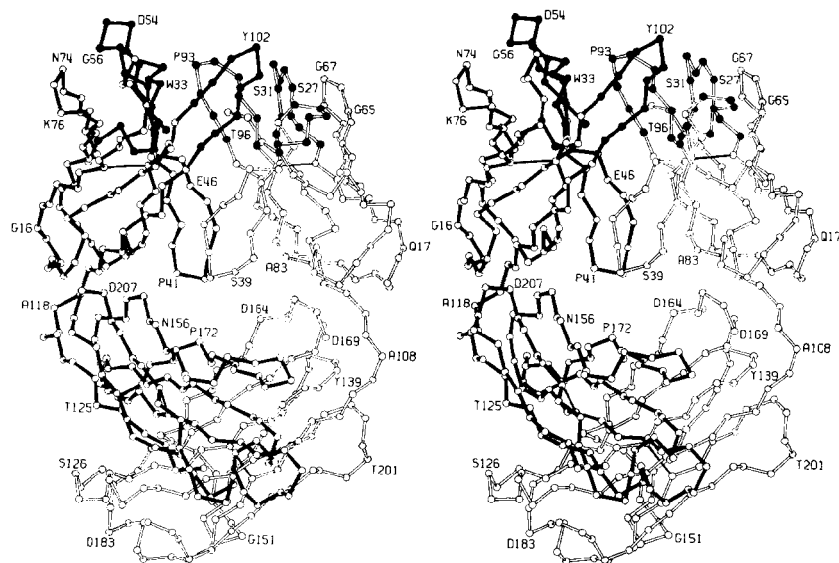 D54
Y102
G56
P93
G67
N74
W33
S31
S27
G65
K76
T96
E46
G16
Q17
A83
P41
S39
D207
A118
D164
N156
P172
D169
A108
Y139
T125
T201
S126
G151
D183
D54
Y102
P93
G67
N74
G56
S31
S27
W33
G65
K76
T96
E46
G16
Q17
A83
P41
S39
D207
A118
D164
N156
P172
D169
A108
Y139
T125
T201
S126
G151
D183